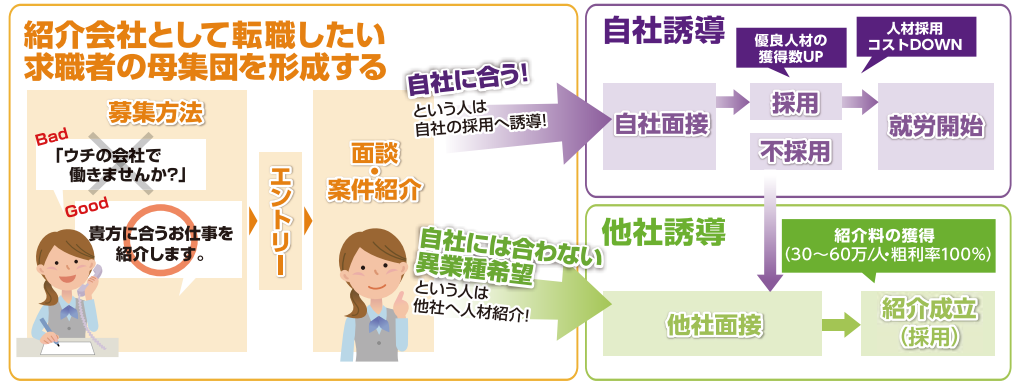 紹介会社として転職したい
求職者の母集団を形成する
募集方法
Bad
「ウチの会社で
働きませんか?」
Good
貴方に合うお仕事を
紹介します。
エントリー
面談
・
案件紹介
自社に合う!
という人は
自社の採用へ誘導!
自社には合わない
異業種希望
という人は
他社へ人材紹介!
自社誘導
優良人材の
獲得数UP
人材採用
コストDOWN
自社面接
採用
不採用
就労開始
他社誘導
紹介料の獲得
(30〜60万/人・粗利率100%)
他社面接
紹介成立
(採用)